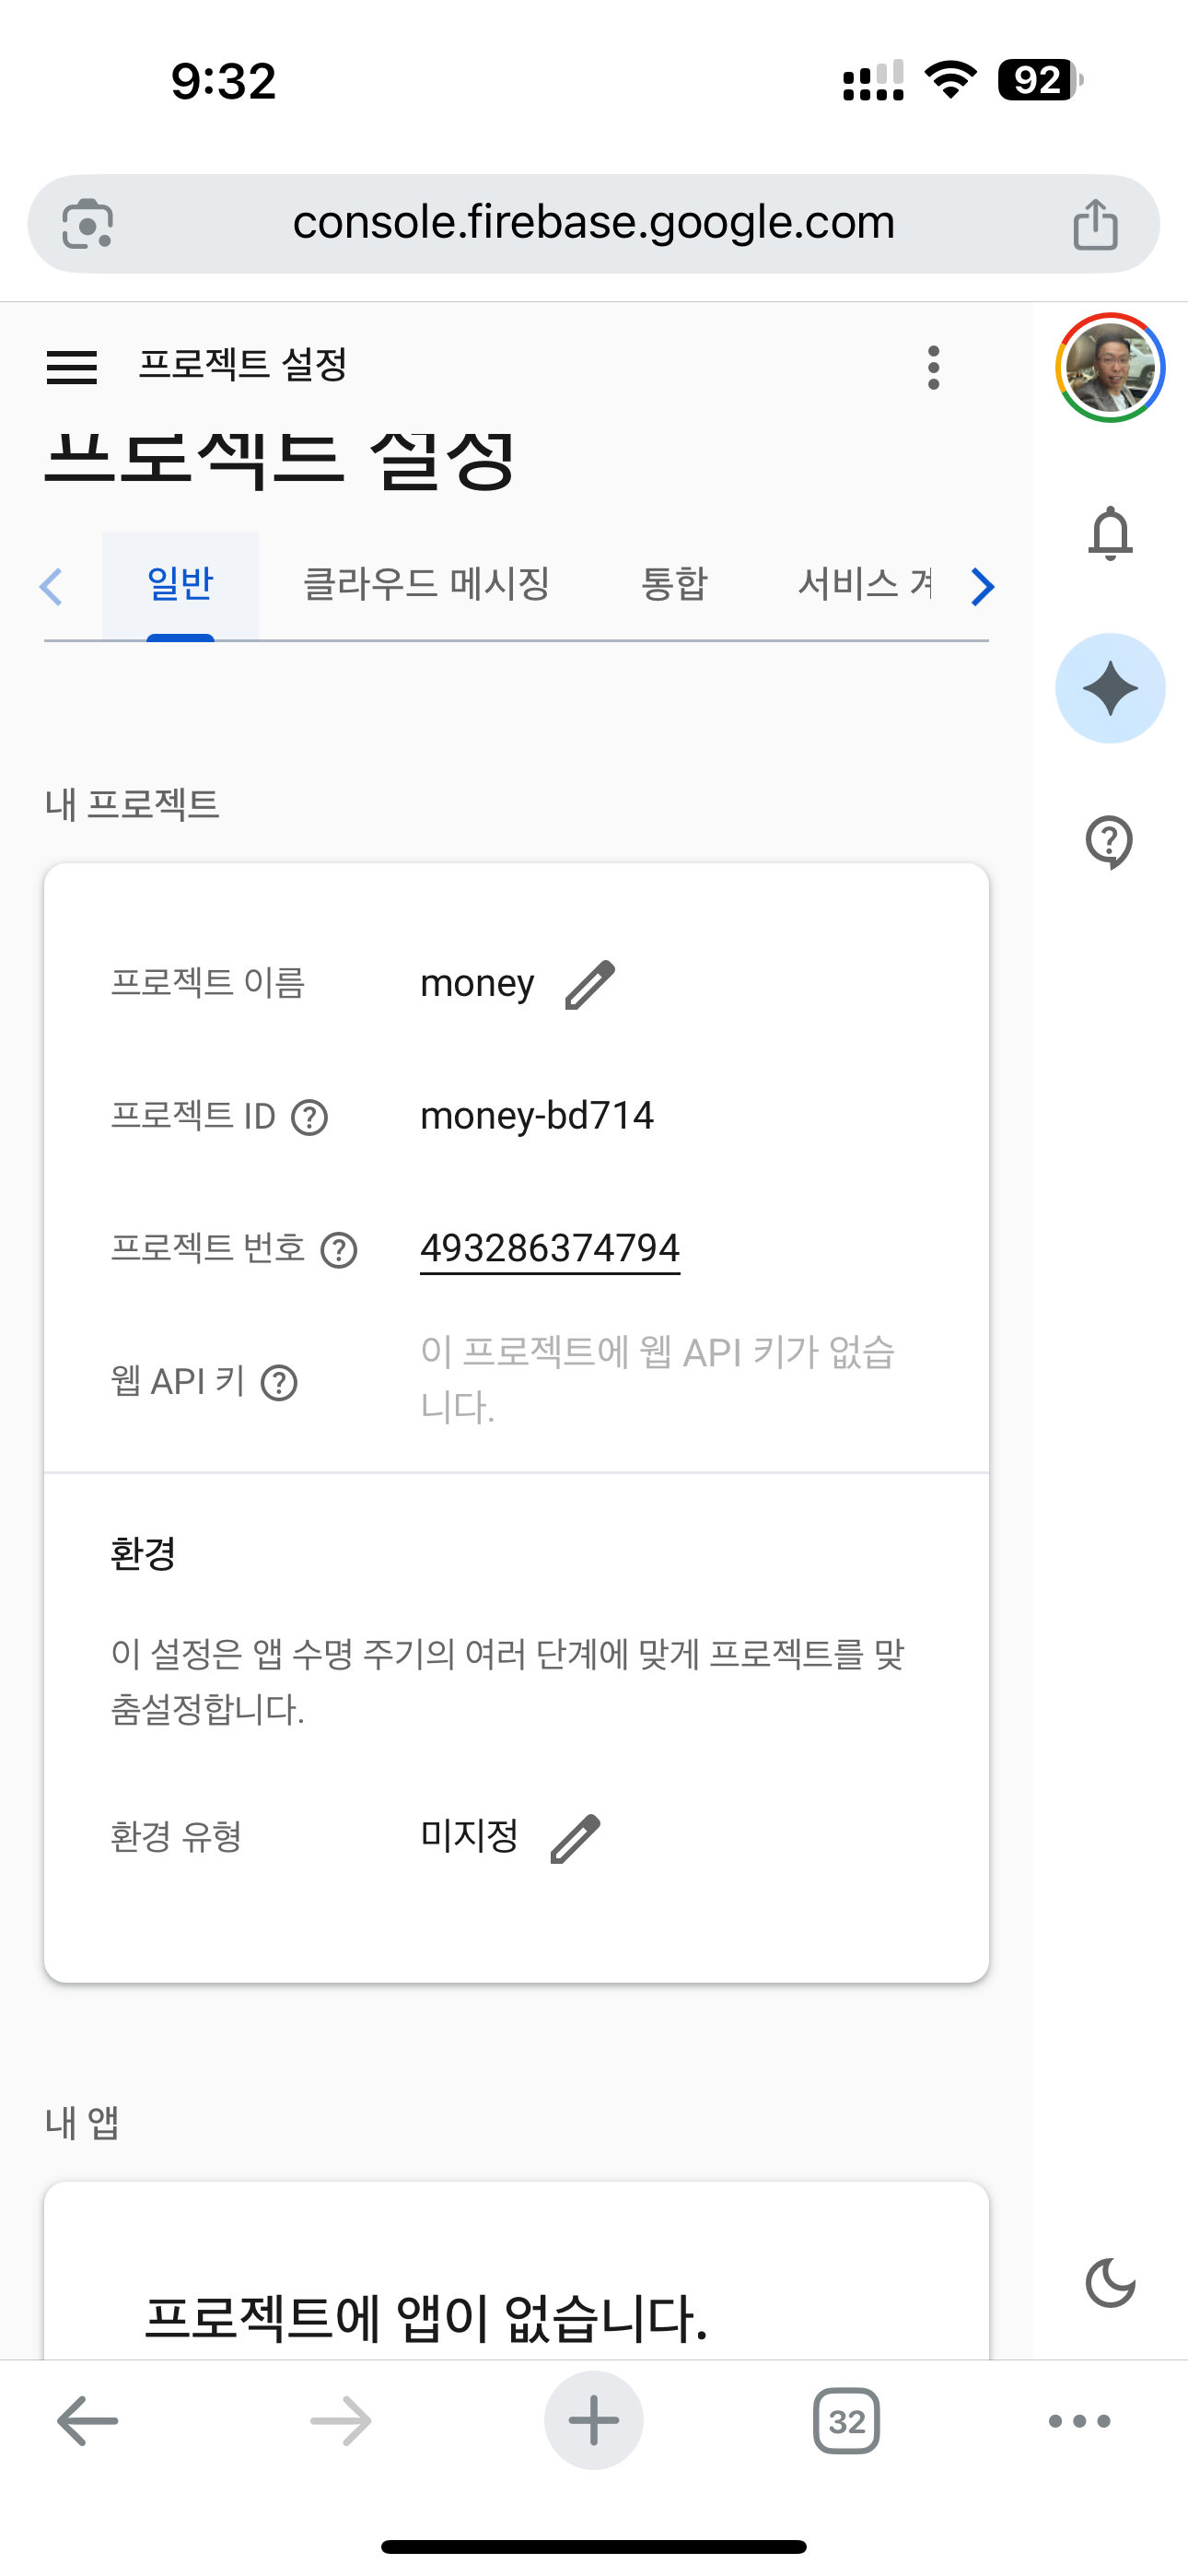 9:32
92
console.firebase.google.com
프로젝트 설정
프로젝트 설정
일반 클라우드 메시징 통합 서비스
내 프로젝트
프로젝트 이름 money
프로젝트 ID money-bd714
프로젝트 번호 493286374794
웹 API 키 이 프로젝트에 웹 API 키가 없습
니다.
환경
이 설정은 앱 수명 주기의 여러 단계에 맞게 프로젝트를 맞
춤설정합니다.
환경 유형 미지정
내 앱
프로젝트에 앱이 없습니다.
32